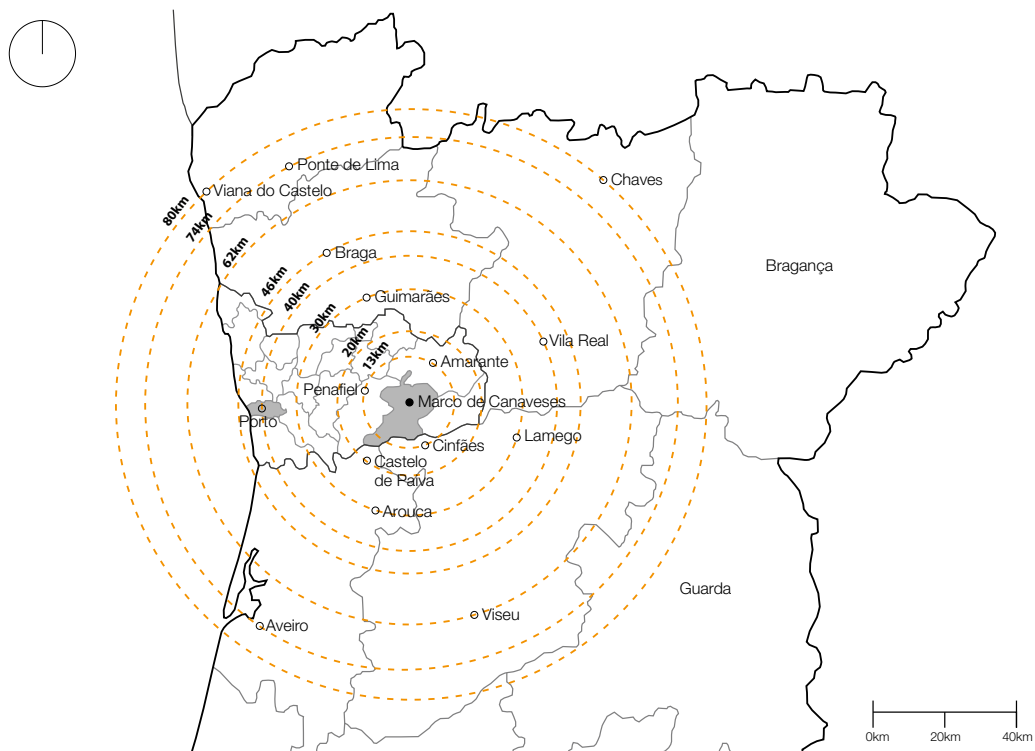 Ponte de Lima
Viana do Castelo
Chaves
80km
74km
62km
46km
40km
30km
20km
13km
Braga
Bragança
Guimarães
Vila Real
Amarante
Penafiel
Marco de Canaveses
Porto
Cinfães
Lamego
Castelo
de Paiva
Arouca
Guarda
Viseu
Aveiro
0km
20km
40km